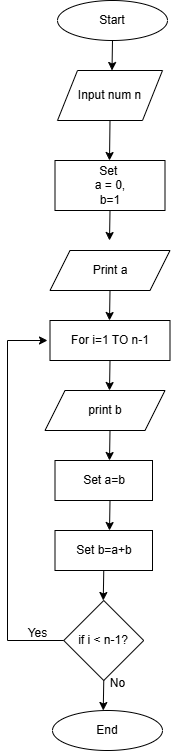 Start
Input num n
Set
a = 0,
b=1
Print a
For i=1 TO n-1
print b
Set a=b
Set b=a+b
if i < n-1?
Yes
No
End